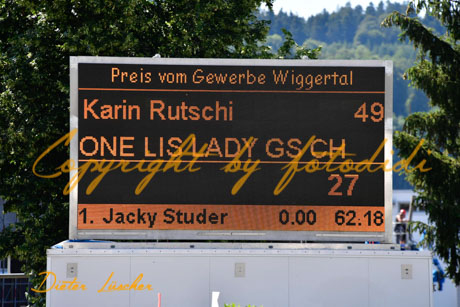 Preis vom Gewerbe Wiggertal
Karin Rutschi 49
ONE LIS LADY GS CH
27
1. Jacky Studer 0.00 62.18
Copyright by fotodidi
Dieter Lüscher